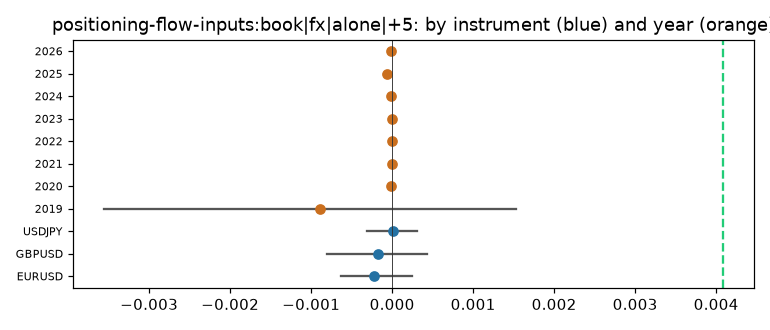 positioning-flow-inputs:book|fx|alone|+5: by instrument (blue) and year (orange)
2026
2025
2024
2023
2022
2021
2020
2019
USDJPY
GBPUSD
EURUSD
−0.003 −0.002 −0.001 0.000 0.001 0.002 0.003 0.004